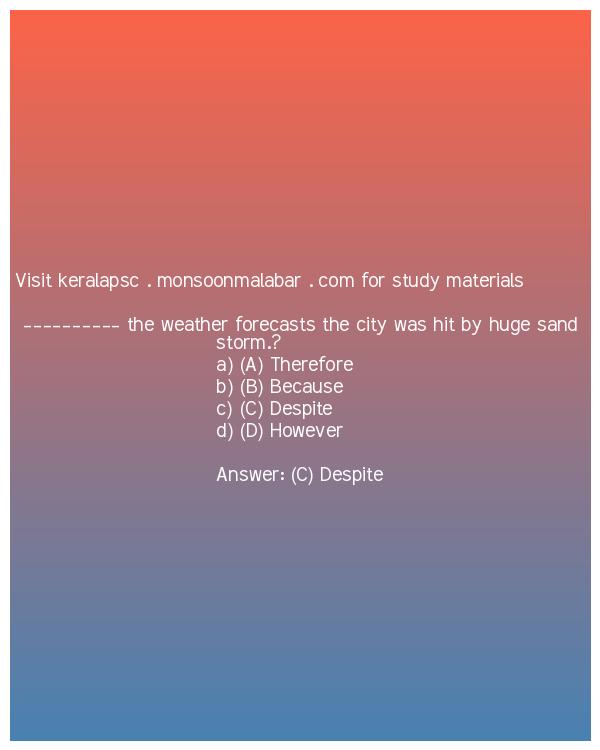 Visit keralapsc . monsoonmalabar . com for study materials
---------- the weather forecasts the city was hit by huge sand
storm.?
a) (A) Therefore
b) (B) Because
c) (C) Despite
d) (D) However
Answer: (C) Despite